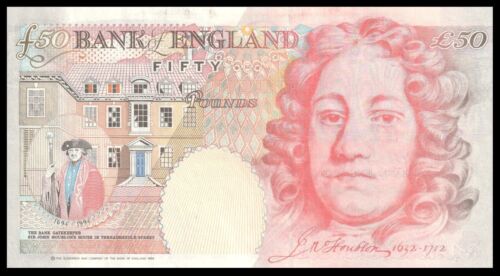 £50 BANK of ENGLAND £50
FIFTY
POUNDS
1694 1994
THE BANK GATEKEEPER
SIR JOHN HOUBLON'S HOUSE IN THREADNEEDLE STREET
© THE GOVERNOR AND COMPANY OF THE BANK OF ENGLAND
Jn Houblon 1632-1712